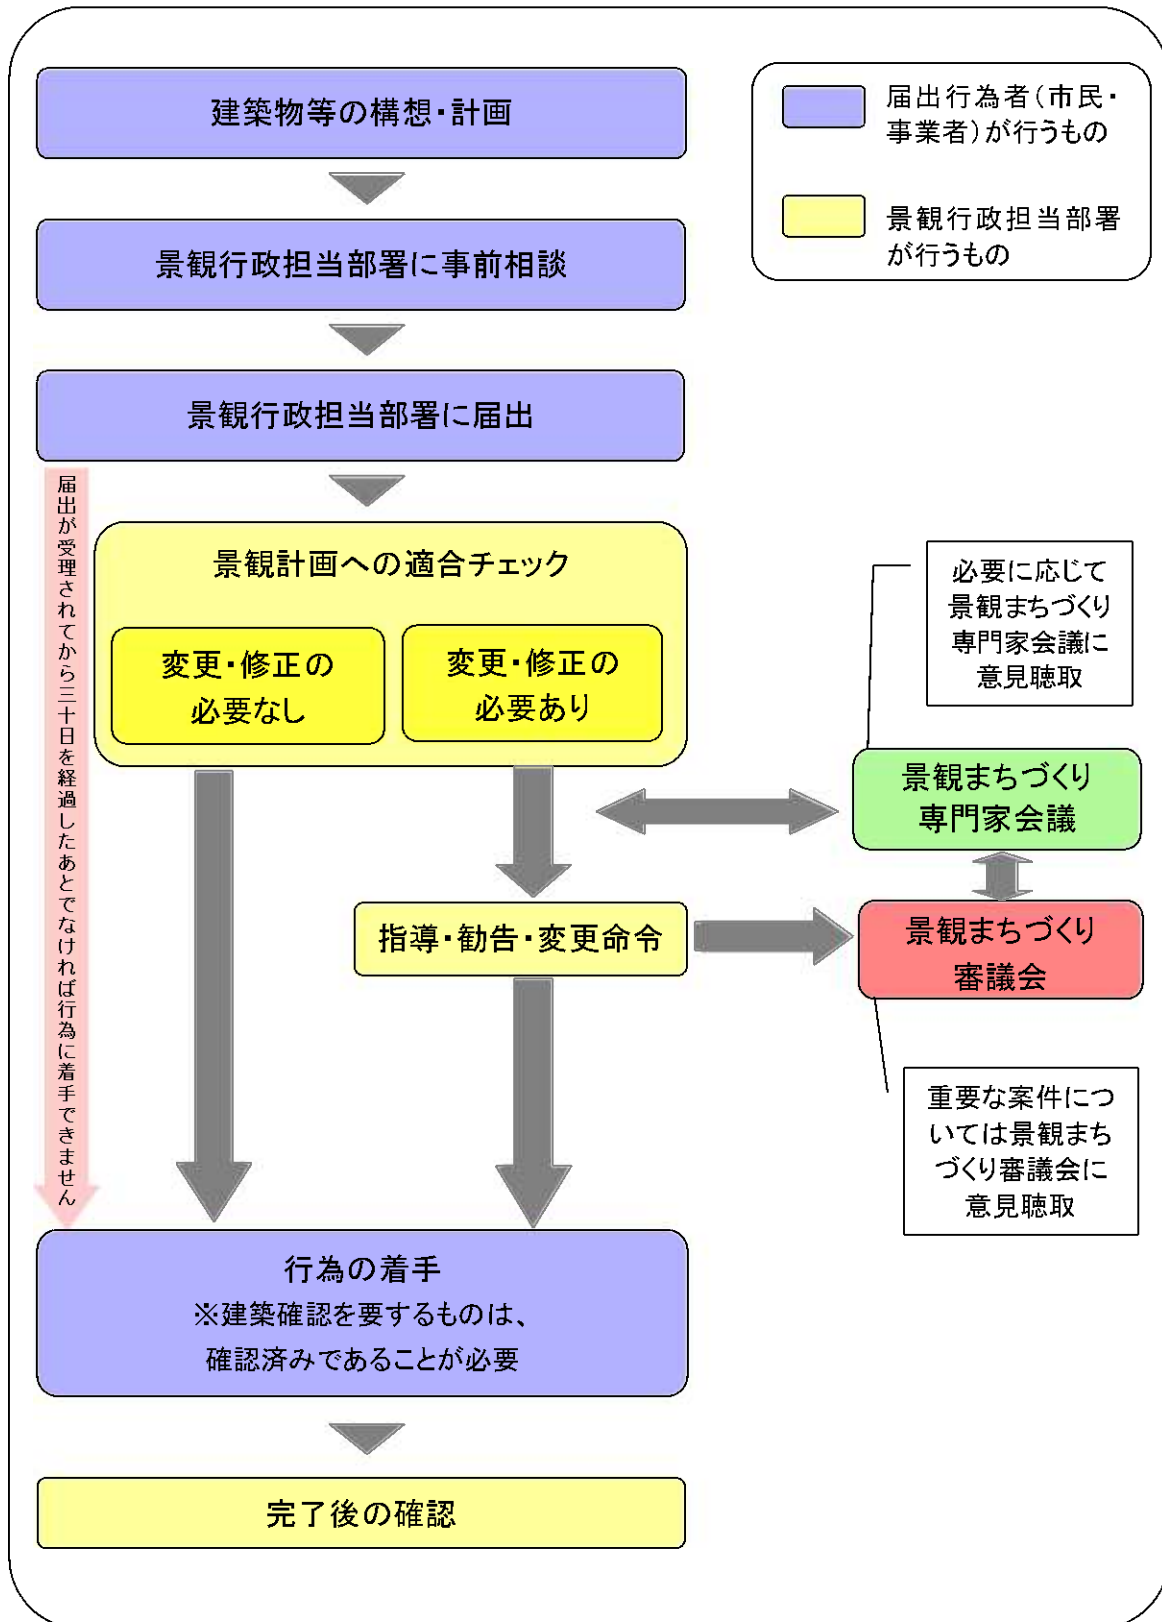 建築物等の構想・計画
届出行為者(市民・
事業者)が行うもの
景観行政担当部署
が行うもの
景観行政担当部署に事前相談
景観行政担当部署に届出
届出が受理されてから三十日を経過したあとでなければ行為に着手できません
景観計画への適合チェック
変更・修正の
必要なし
変更・修正の
必要あり
必要に応じて
景観まちづくり
専門家会議に
意見聴取
景観まちづくり
専門家会議
指導・勧告・変更命令
景観まちづくり
審議会
重要な案件につ
いては景観まち
づくり審議会に
意見聴取
行為の着手
※建築確認を要するものは、
確認済みであることが必要
完了後の確認